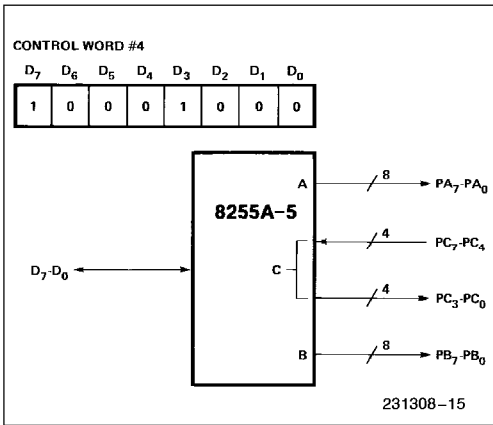 CONTROL WORD #4
D7 D6 D5 D4 D3 D2 D1 D0
1 0 0 0 1 0 0 0
A 8 PA7-PA0
8255A-5
4 PC7-PC4
D7-D0 C
4 PC3-PC0
B 8 PB7-PB0
231308-15